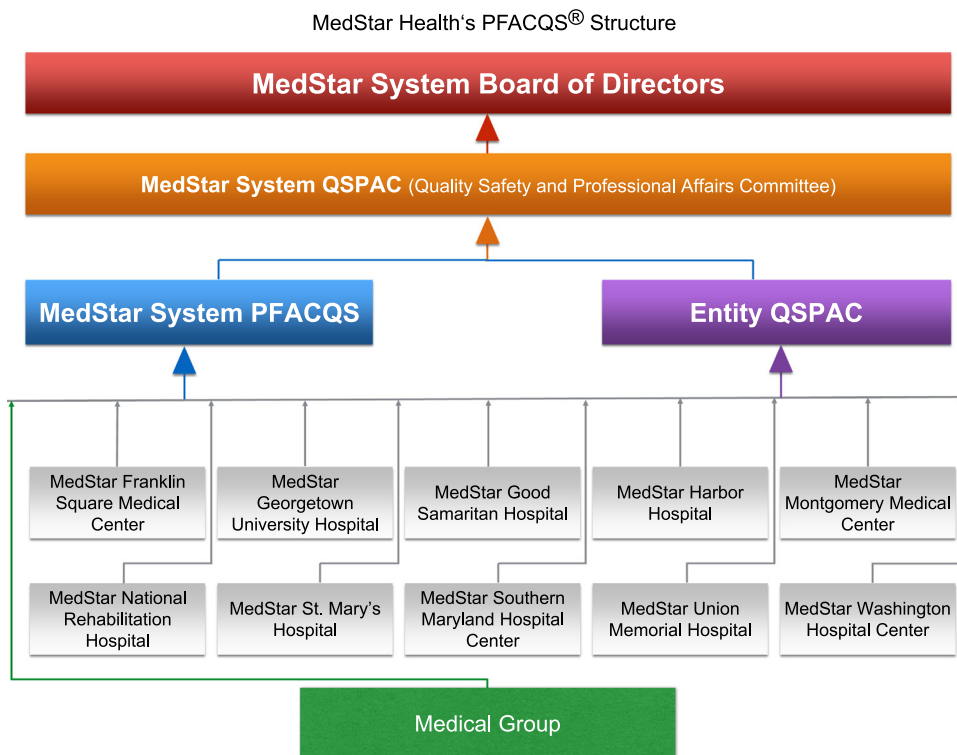 MedStar Health‘s PFACQS® Structure
MedStar System Board of Directors
MedStar System QSPAC (Quality Safety and Professional Affairs Committee)
MedStar System PFACQS
Entity QSPAC
MedStar Franklin
Square Medical
Center
MedStar
Georgetown
University Hospital
MedStar Good
Samaritan Hospital
MedStar Harbor
Hospital
MedStar
Montgomery Medical
Center
MedStar National
Rehabilitation
Hospital
MedStar St. Mary’s
Hospital
MedStar Southern
Maryland Hospital
Center
MedStar Union
Memorial Hospital
MedStar Washington
Hospital Center
Medical Group